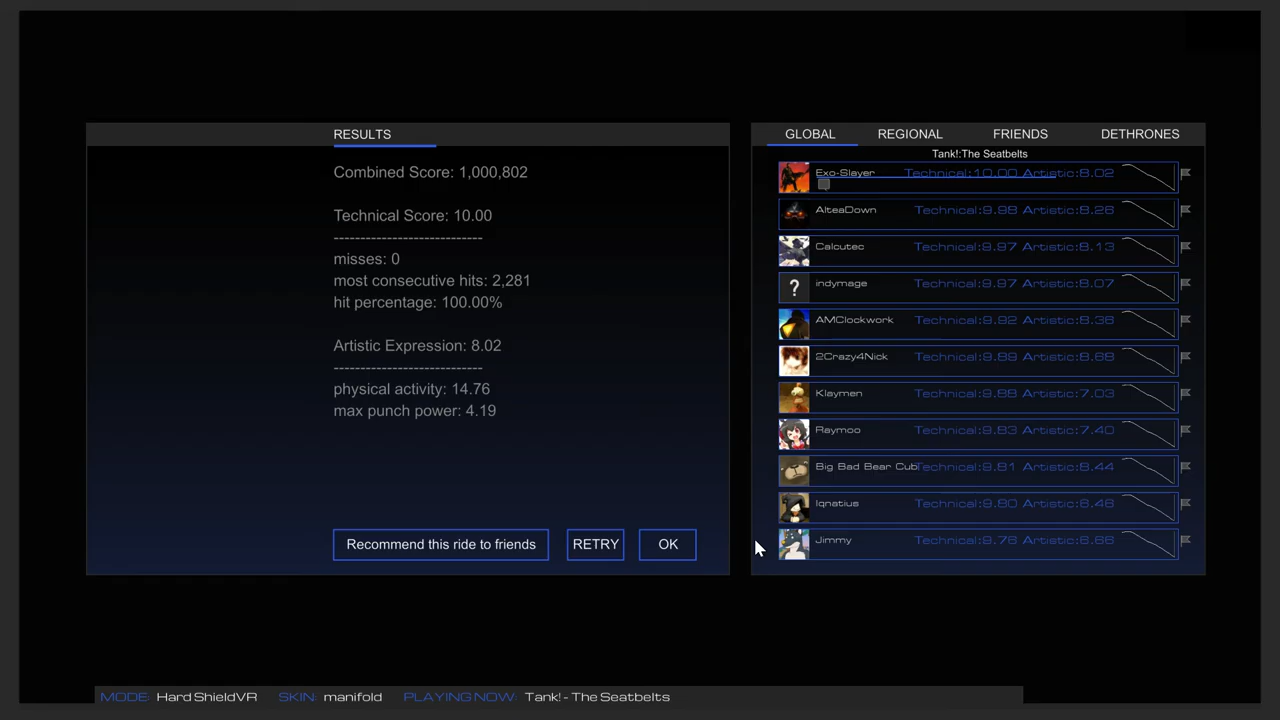 RESULTS
Combined Score: 1,000,802
Technical Score: 10.00
----------------------------
misses: 0
most consecutive hits: 2,281
hit percentage: 100.00%
Artistic Expression: 8.02
----------------------------
physical activity: 14.76
max punch power: 4.19
Recommend this ride to friends RETRY OK
GLOBAL REGIONAL FRIENDS DETHRONES
Tank!:The Seatbelts
Exo-Slayer Technical:10.00 Artistic:8.02
AlteaDown Technical:9.98 Artistic:8.26
Calcutec Technical:9.97 Artistic:8.13
? indymage Technical:9.97 Artistic:8.07
AMClockwork Technical:9.92 Artistic:8.38
2Crazy4Nick Technical:9.89 Artistic:8.68
Klaymen Technical:9.88 Artistic:7.03
Raymoo Technical:9.83 Artistic:7.40
Big Bad Bear Cub Technical:9.81 Artistic:8.44
Iqnatius Technical:9.80 Artistic:8.46
Jimmy Technical:9.78 Artistic:8.66
MODE: Hard ShieldVR SKIN: manifold PLAYING NOW: Tank! - The Seatbelts